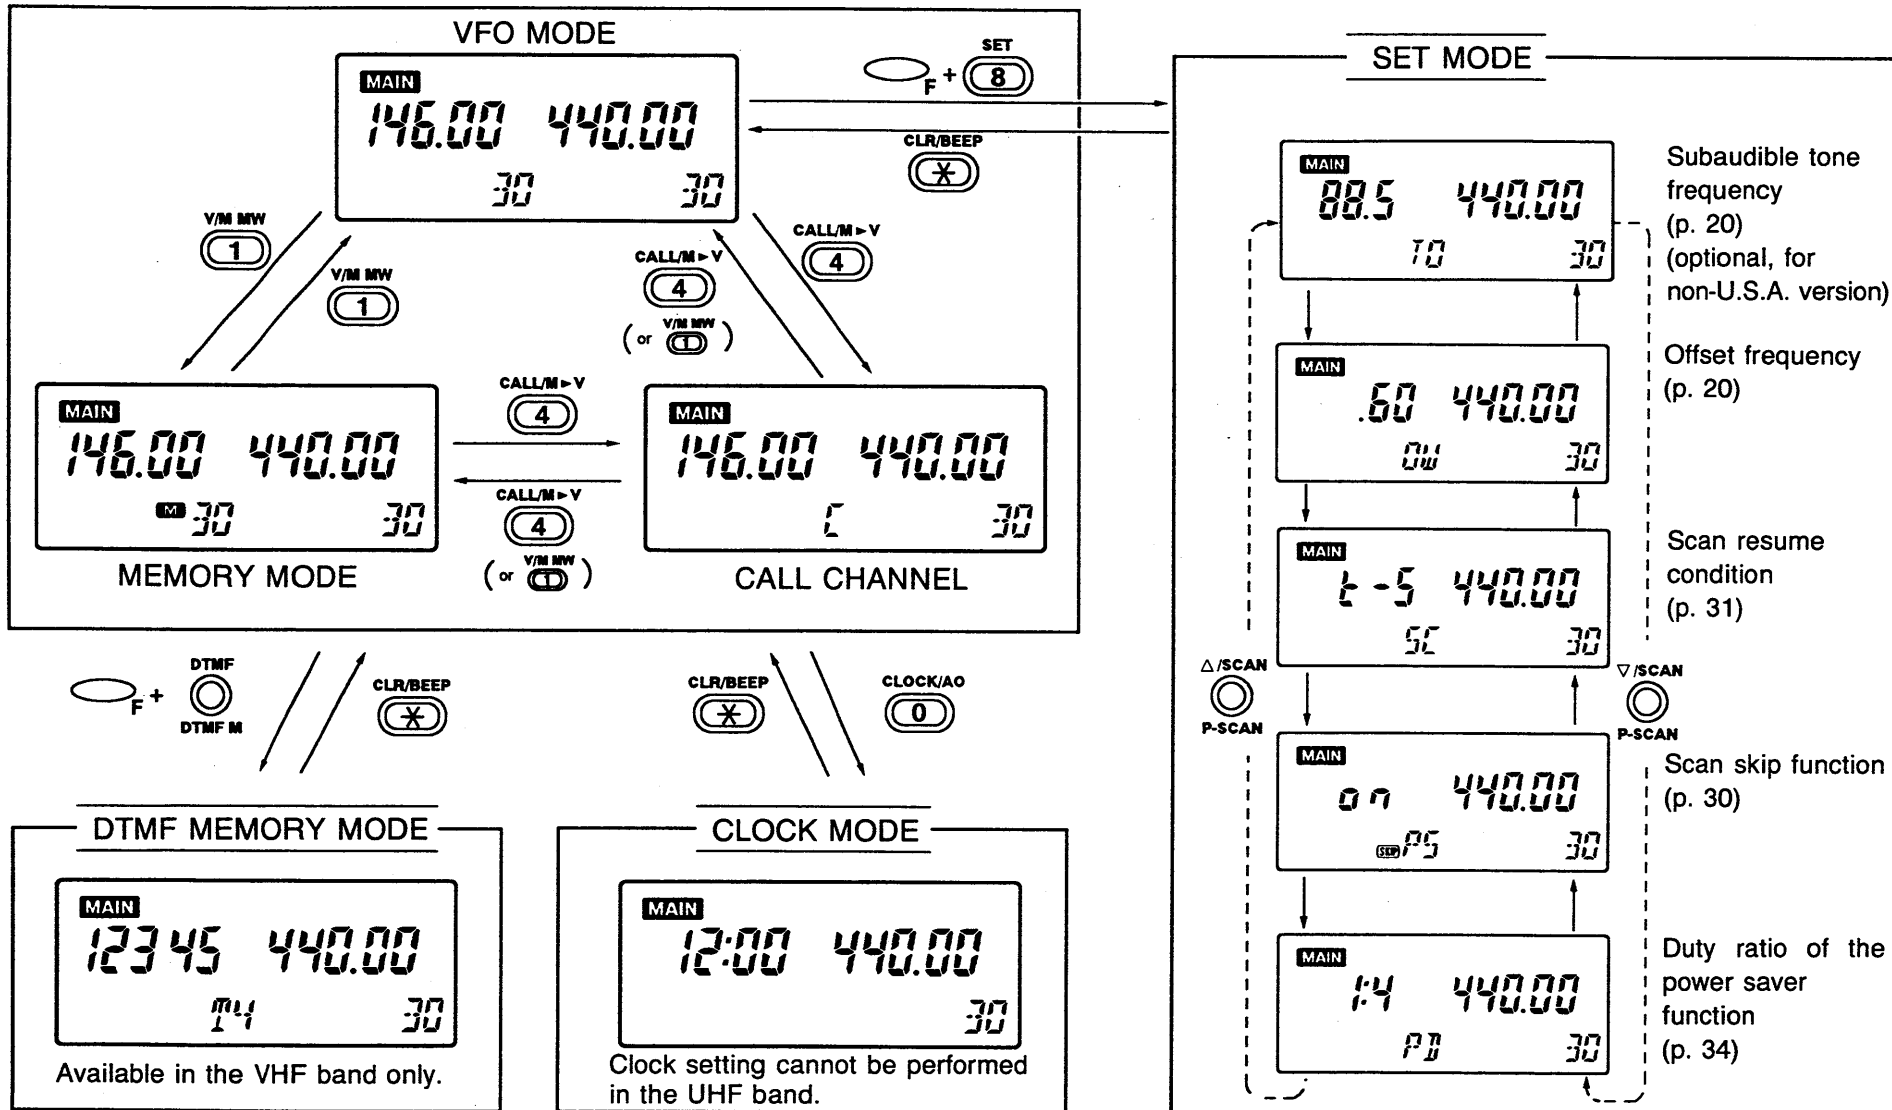 VFO MODE
MAIN
146.00 440.00
30 30
SET
F + 8
CLR/BEEP
V/M MW
1
V/M MW
1
CALL/M►V
4
(or V/M MW 1)
CALL/M►V
4
MAIN
146.00 440.00
M 30 30
MEMORY MODE
CALL/M►V
4
CALL/M►V
4
(or V/M MW 1)
MAIN
146.00 440.00
C 30
CALL CHANNEL
F + DTMF
DTMF M
CLR/BEEP
CLR/BEEP
CLOCK/AO
0
DTMF MEMORY MODE
MAIN
123 45 440.00
T4 30
Available in the VHF band only.
CLOCK MODE
MAIN
12:00 440.00
30
Clock setting cannot be performed
in the UHF band.
SET MODE
MAIN
88.5 440.00
TO 30
Subaudible tone
frequency
(p. 20)
(optional, for
non-U.S.A. version)
MAIN
.60 440.00
OW 30
Offset frequency
(p. 20)
MAIN
t-5 440.00
SC 30
Scan resume
condition
(p. 31)
△/SCAN
P-SCAN
▽/SCAN
P-SCAN
MAIN
on 440.00
SKIP PS 30
Scan skip function
(p. 30)
MAIN
1:4 440.00
PD 30
Duty ratio of the
power saver
function
(p. 34)